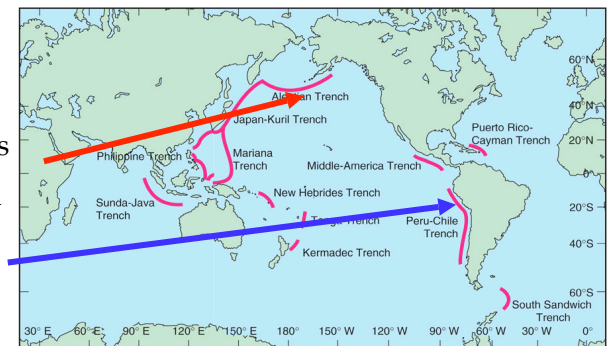 s
60°N
Aleutian Trench
40°N
Japan-Kuril Trench
Puerto Rico-
Cayman Trench
20°N
Philippine Trench
Mariana
Trench
Middle-America Trench
0°
New Hebrides Trench
Sunda-Java
Trench
20°S
Tonga Trench
Peru-Chile
Trench
40°S
Kermadec Trench
60°S
South Sandwich
Trench
30° E 60° E 90° E 120° E 150° E 180° 150° W 120° W 90° W 60° W 30° W 0°